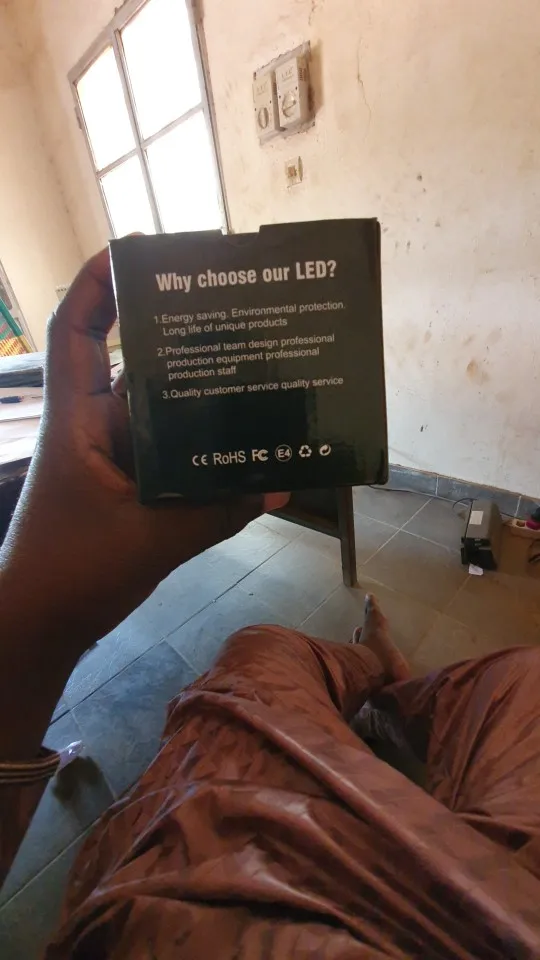 Why choose our LED?
1.Energy saving. Environmental protection.
Long life of unique products
2.Professional team design professional
production equipment professional
production staff
3.Quality customer service quality service
CE RoHS FC E4